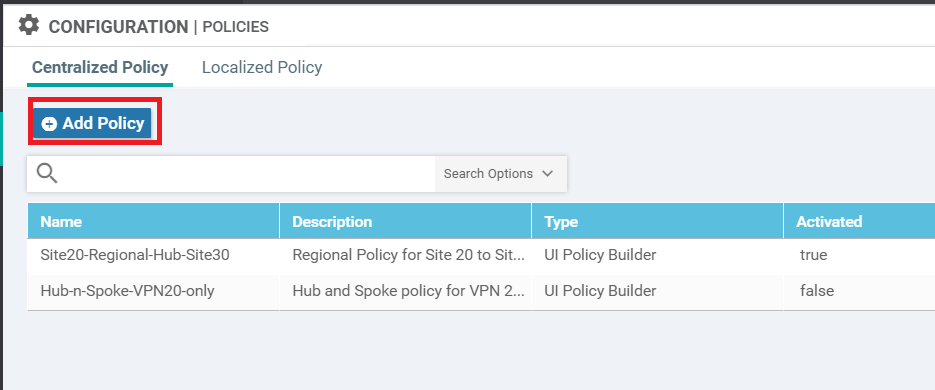 CONFIGURATION | POLICIES
Centralized Policy Localized Policy
Add Policy
Search Options
Name Description Type Activated
Site20-Regional-Hub-Site30 Regional Policy for Site 20 to Sit... UI Policy Builder true
Hub-n-Spoke-VPN20-only Hub and Spoke policy for VPN 2... UI Policy Builder false